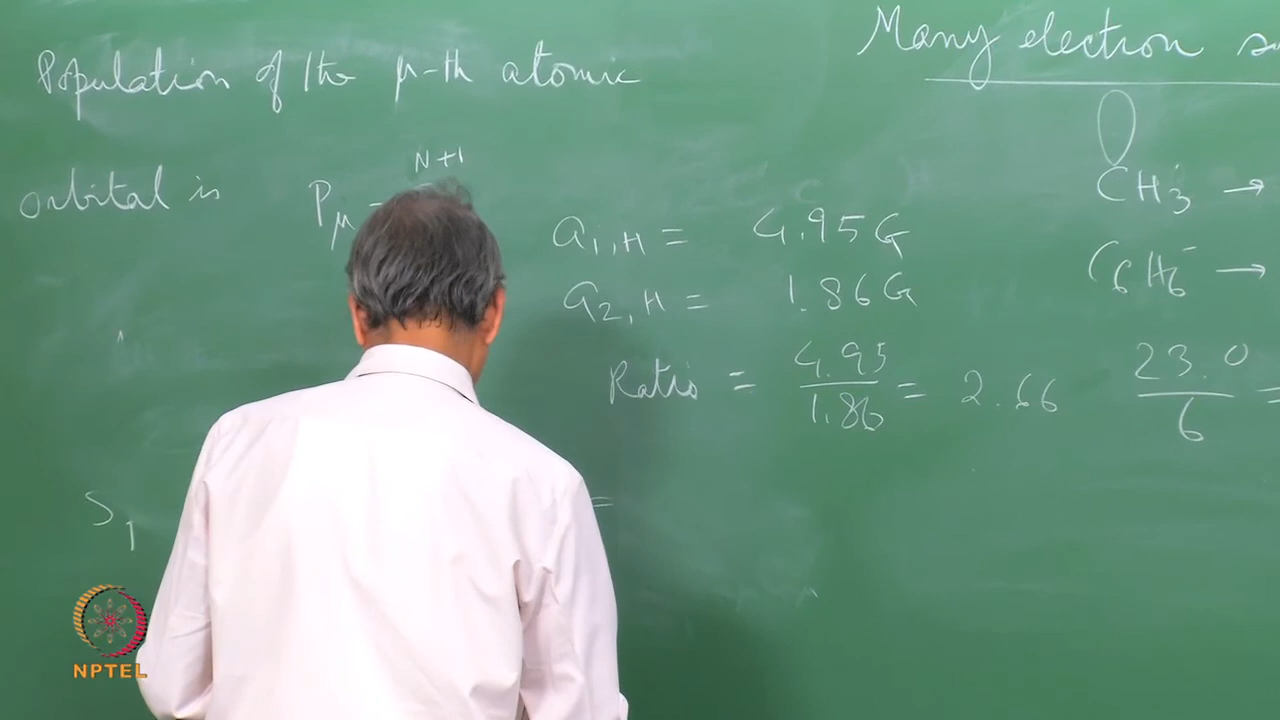 Population of the μ-th atomic
orbital is Pμ
N+1
a1,H = 4.95G
a2,H = 1.86G
Ratio = 4.95/1.86 = 2.66
S1
=
Many electron
CH3 →
C6H6- →
23.0/6 =
NPTEL